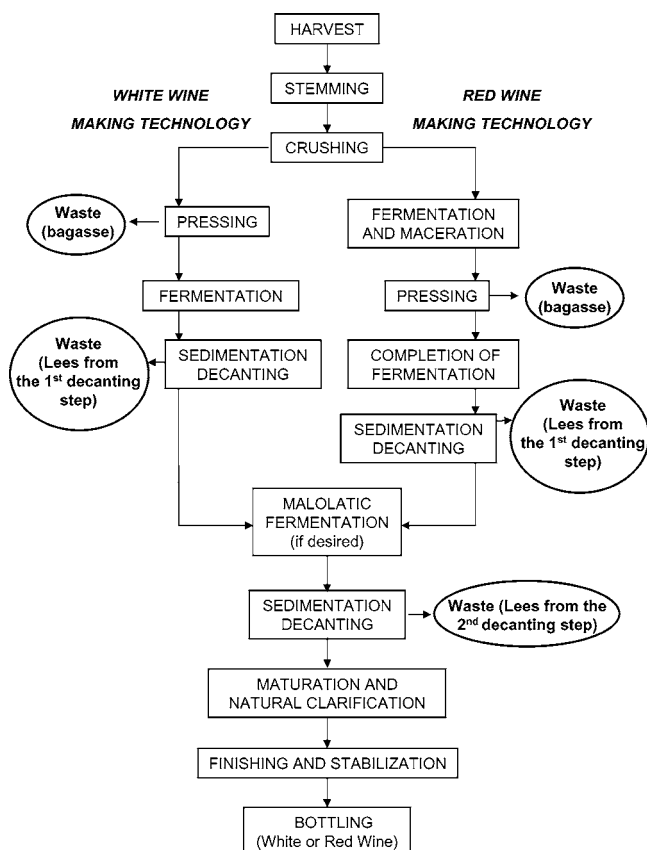 HARVEST
STEMMING
WHITE WINE
MAKING TECHNOLOGY
RED WINE
MAKING TECHNOLOGY
CRUSHING
Waste
(bagasse)
PRESSING
FERMENTATION
AND MACERATION
FERMENTATION
PRESSING
Waste
(bagasse)
Waste
(Lees from
the 1st decanting
step)
SEDIMENTATION
DECANTING
COMPLETION OF
FERMENTATION
SEDIMENTATION
DECANTING
Waste
(Lees from
the 1st decanting
step)
MALOLATIC
FERMENTATION
(if desired)
SEDIMENTATION
DECANTING
Waste (Lees from the
2nd decanting step)
MATURATION AND
NATURAL CLARIFICATION
FINISHING AND STABILIZATION
BOTTLING
(White or Red Wine)